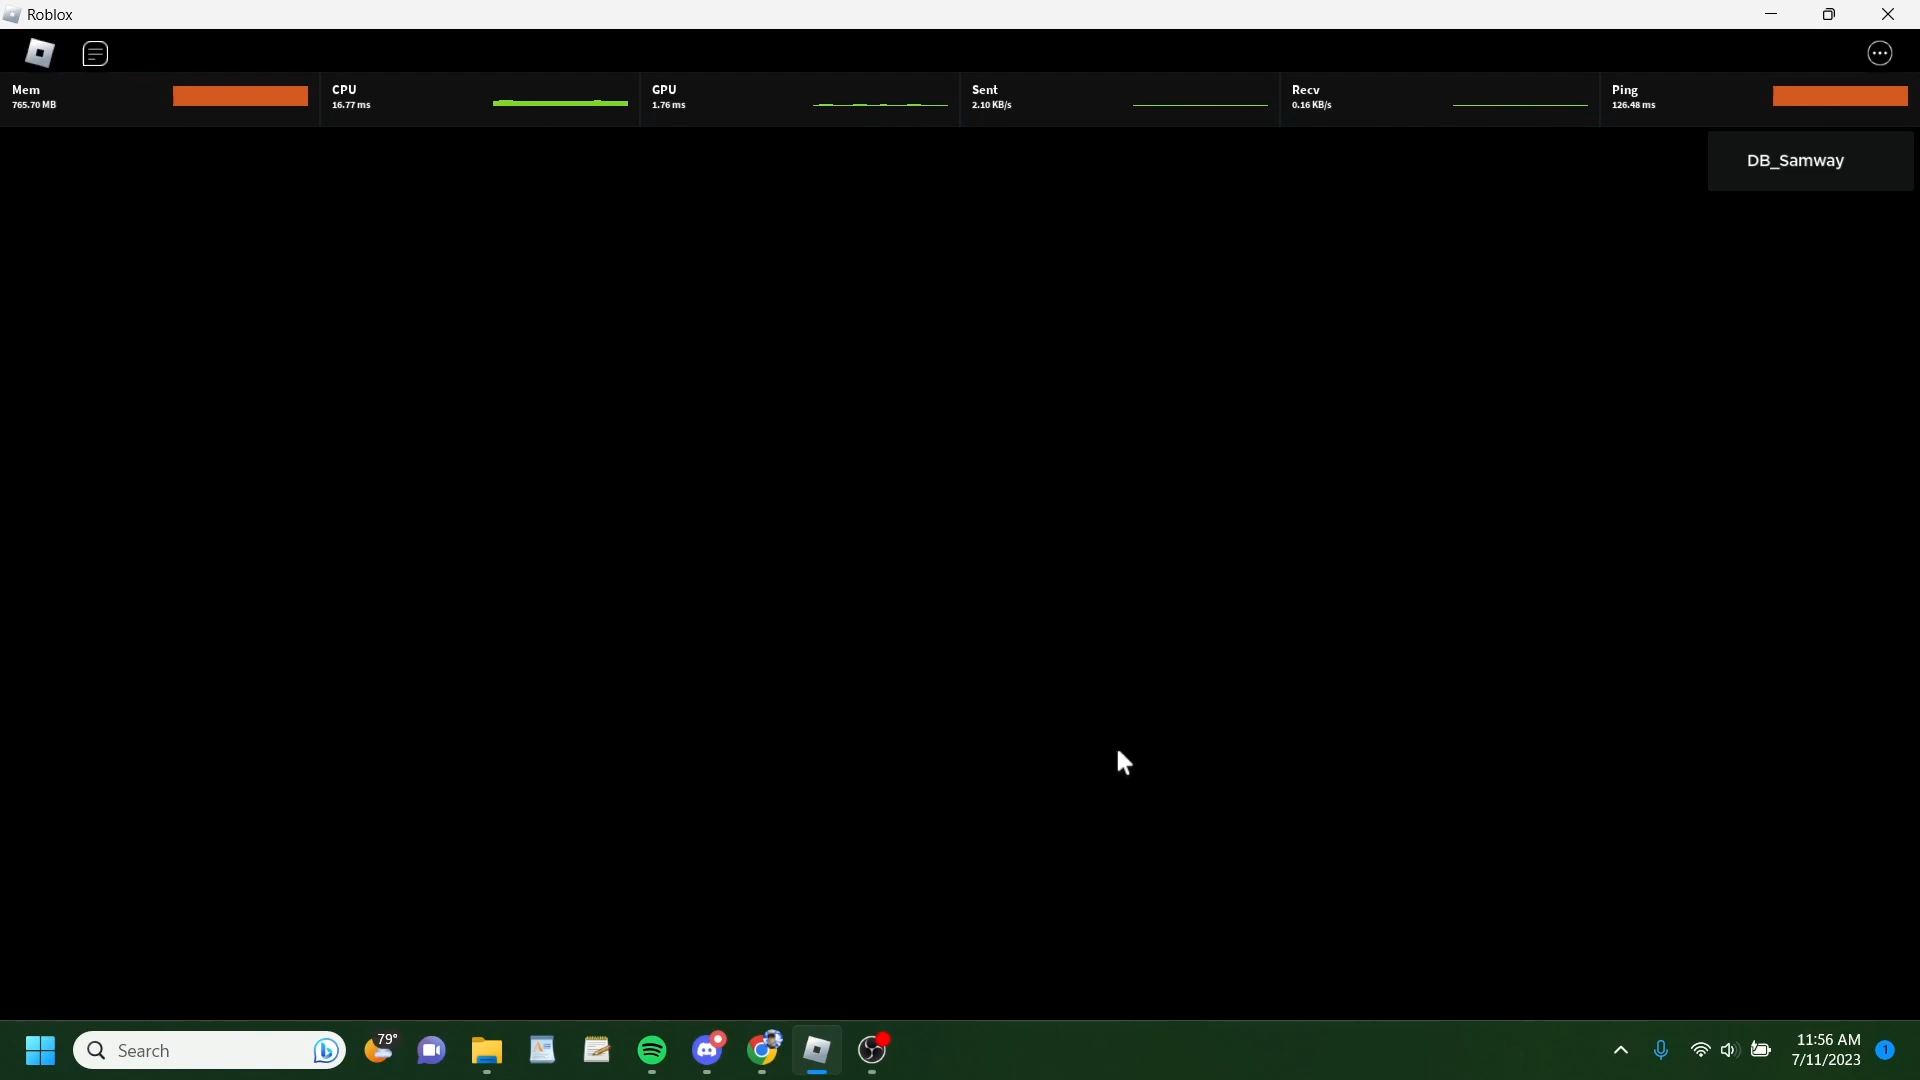 Roblox
Mem
765.70 MB
CPU
16.77 ms
GPU
1.76 ms
Sent
2.10 KB/s
Recv
0.16 KB/s
Ping
126.48 ms
DB_Samway
Search
79°
11:56 AM
7/11/2023
1